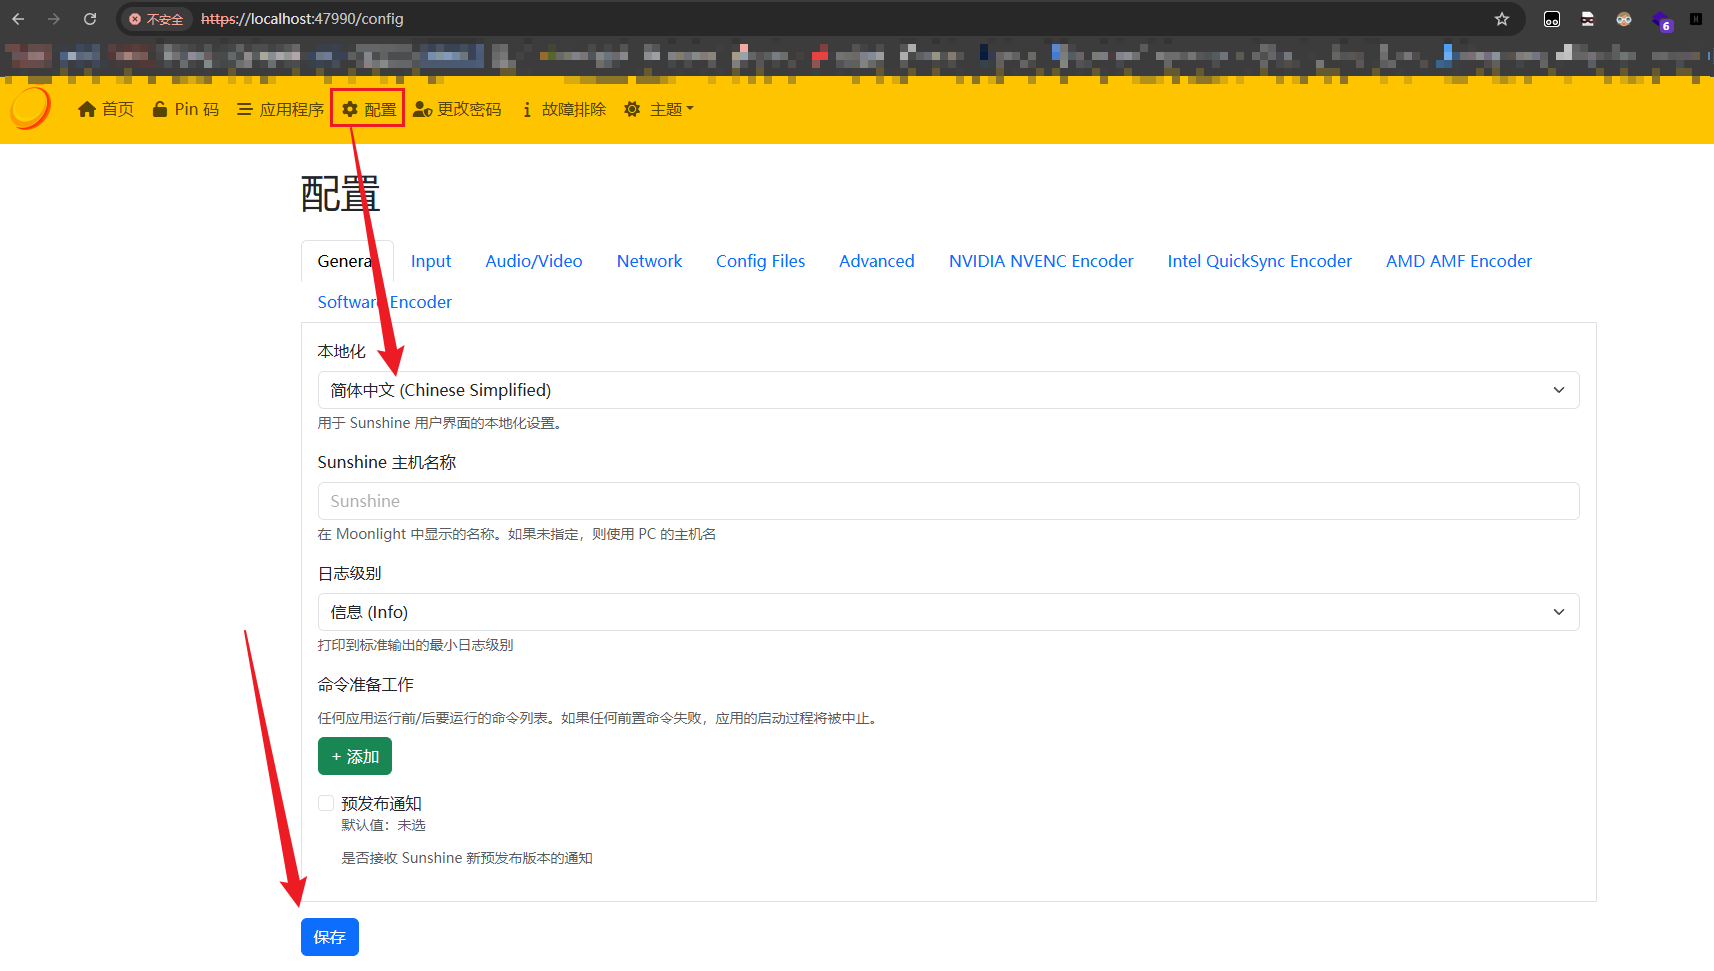 不安全 https://localhost:47990/config
6
首页 Pin 码 应用程序 配置 更改密码 故障排除 主题
配置
General Input Audio/Video Network Config Files Advanced NVIDIA NVENC Encoder Intel QuickSync Encoder AMD AMF Encoder
Software Encoder
本地化
简体中文 (Chinese Simplified)
用于 Sunshine 用户界面的本地化设置。
Sunshine 主机名称
Sunshine
在 Moonlight 中显示的名称。如果未指定，则使用 PC 的主机名
日志级别
信息 (Info)
打印到标准输出的最小日志级别
命令准备工作
任何应用运行前/后要运行的命令列表。如果任何前置命令失败，应用的启动过程将被中止。
+ 添加
预发布通知
默认值：未选
是否接收 Sunshine 新预发布版本的通知
保存